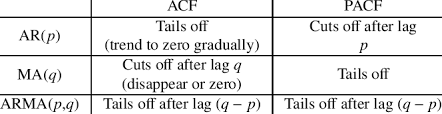 ACF PACF
AR(p) Tails off Cuts off after lag
(trend to zero gradually) p
MA(q) Cuts off after lag q Tails off
(disappear or zero)
ARMA(p,q) Tails off after lag (q − p) Tails off after lag (q − p)